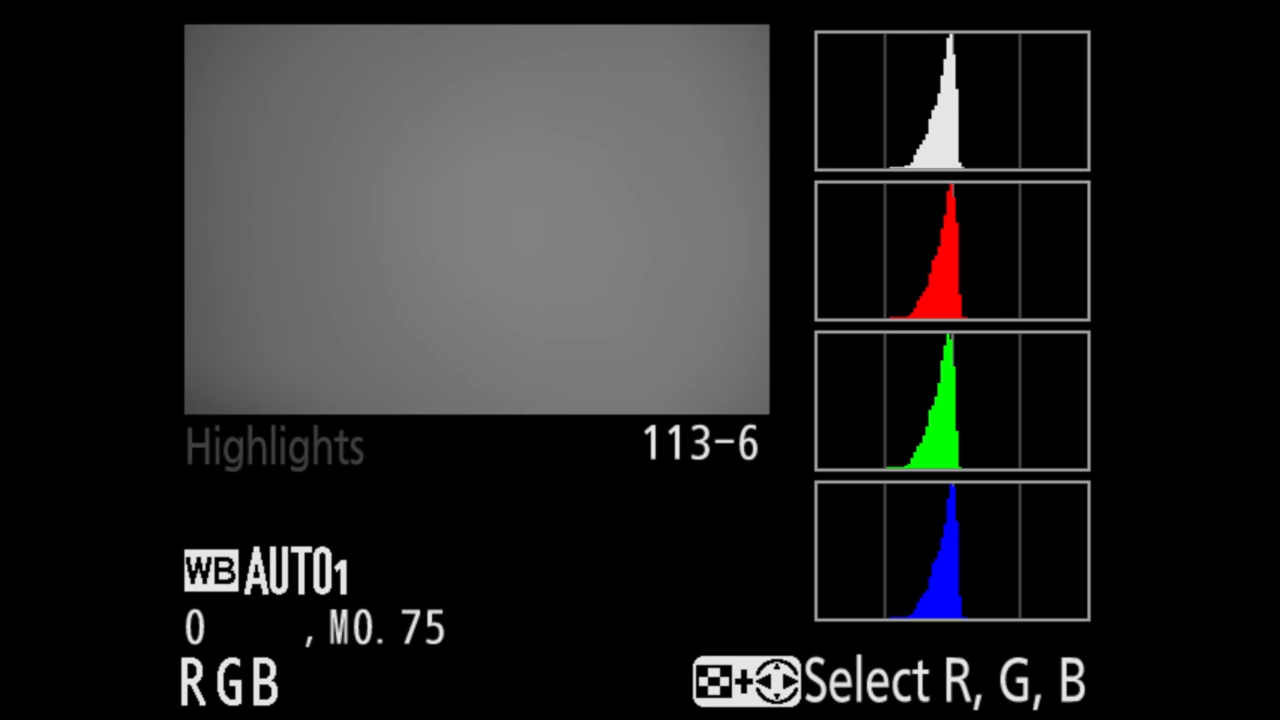 Highlights 113-6
WB AUTO1
0 , M0. 75
RGB Select R, G, B